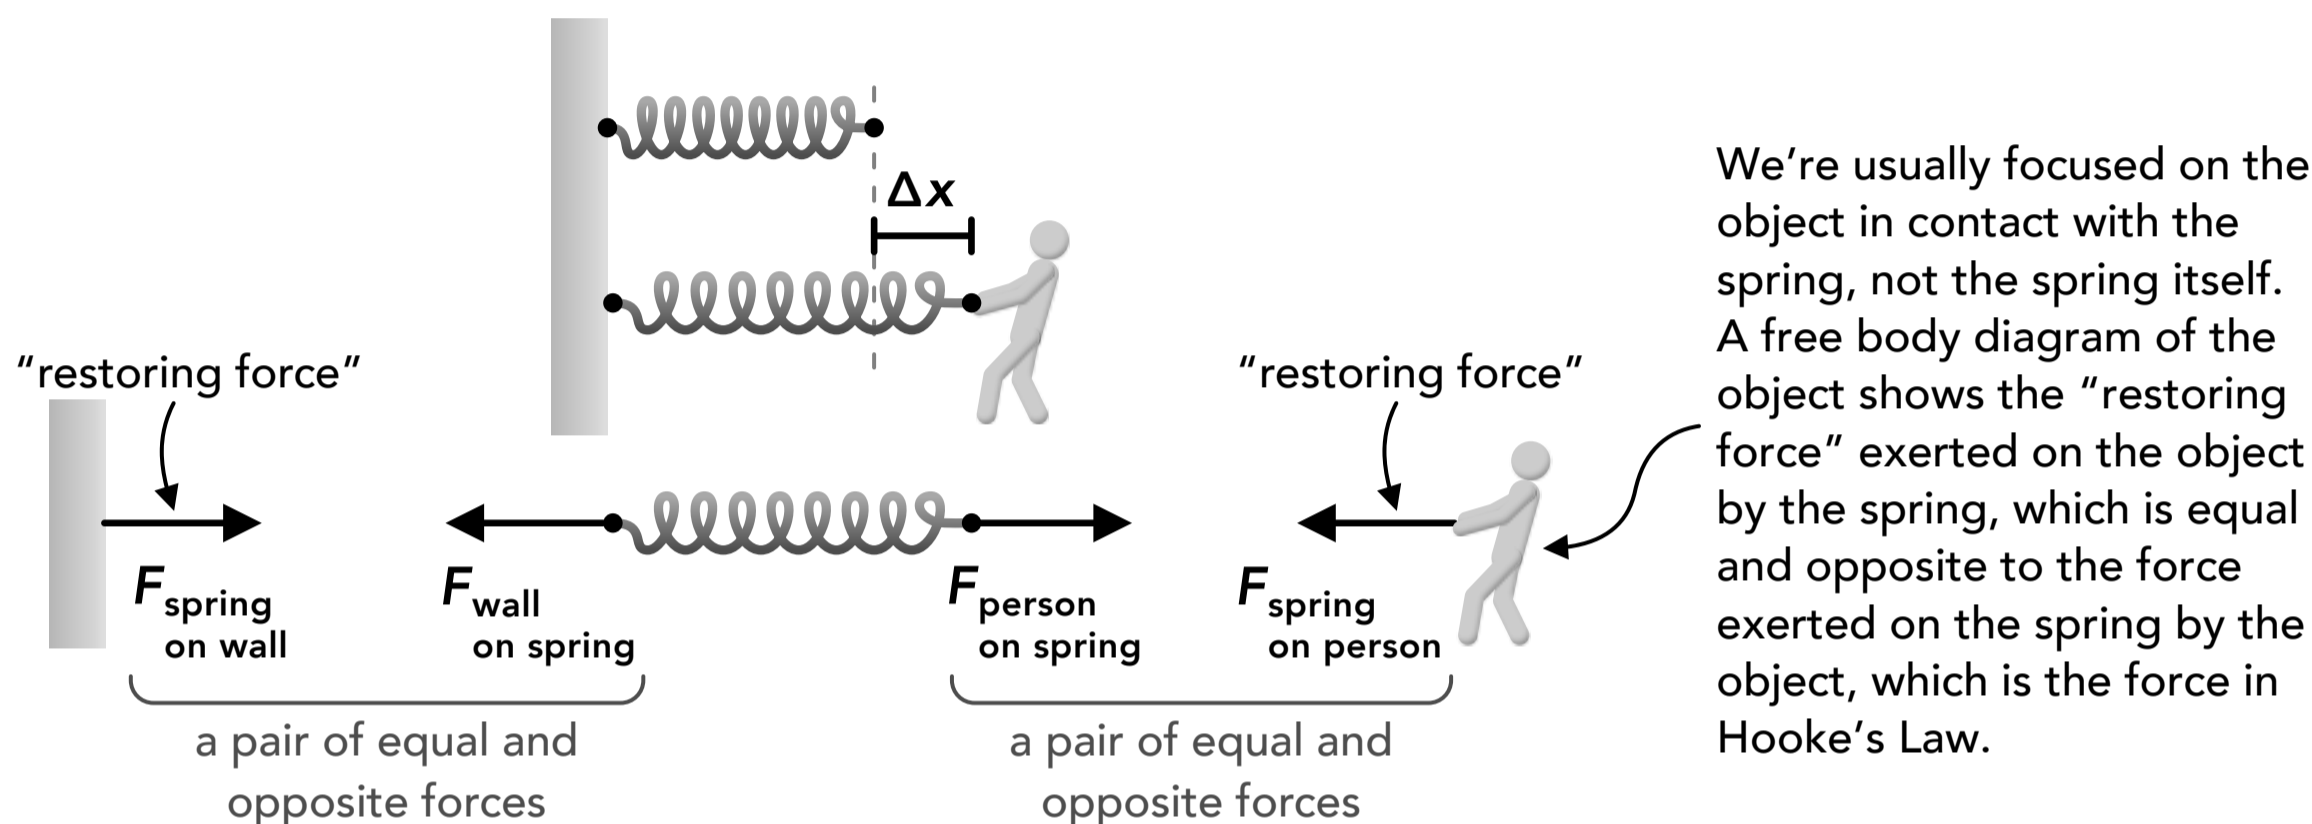 Δx
"restoring force"
"restoring force"
F spring
on wall
F wall
on spring
F person
on spring
F spring
on person
a pair of equal and
opposite forces
a pair of equal and
opposite forces
We're usually focused on the
object in contact with the
spring, not the spring itself.
A free body diagram of the
object shows the "restoring
force" exerted on the object
by the spring, which is equal
and opposite to the force
exerted on the spring by the
object, which is the force in
Hooke's Law.